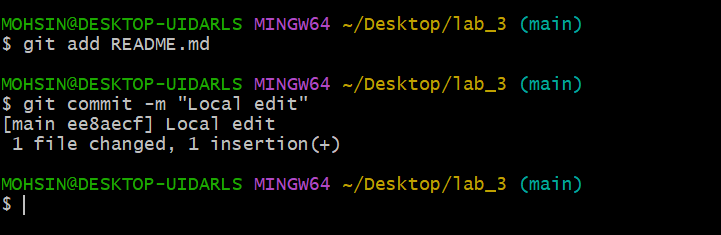 MOHSIN@DESKTOP-UIDARLS MINGW64 ~/Desktop/lab_3 (main)
$ git add README.md
MOHSIN@DESKTOP-UIDARLS MINGW64 ~/Desktop/lab_3 (main)
$ git commit -m "Local edit"
[main ee8aecf] Local edit
 1 file changed, 1 insertion(+)
MOHSIN@DESKTOP-UIDARLS MINGW64 ~/Desktop/lab_3 (main)
$